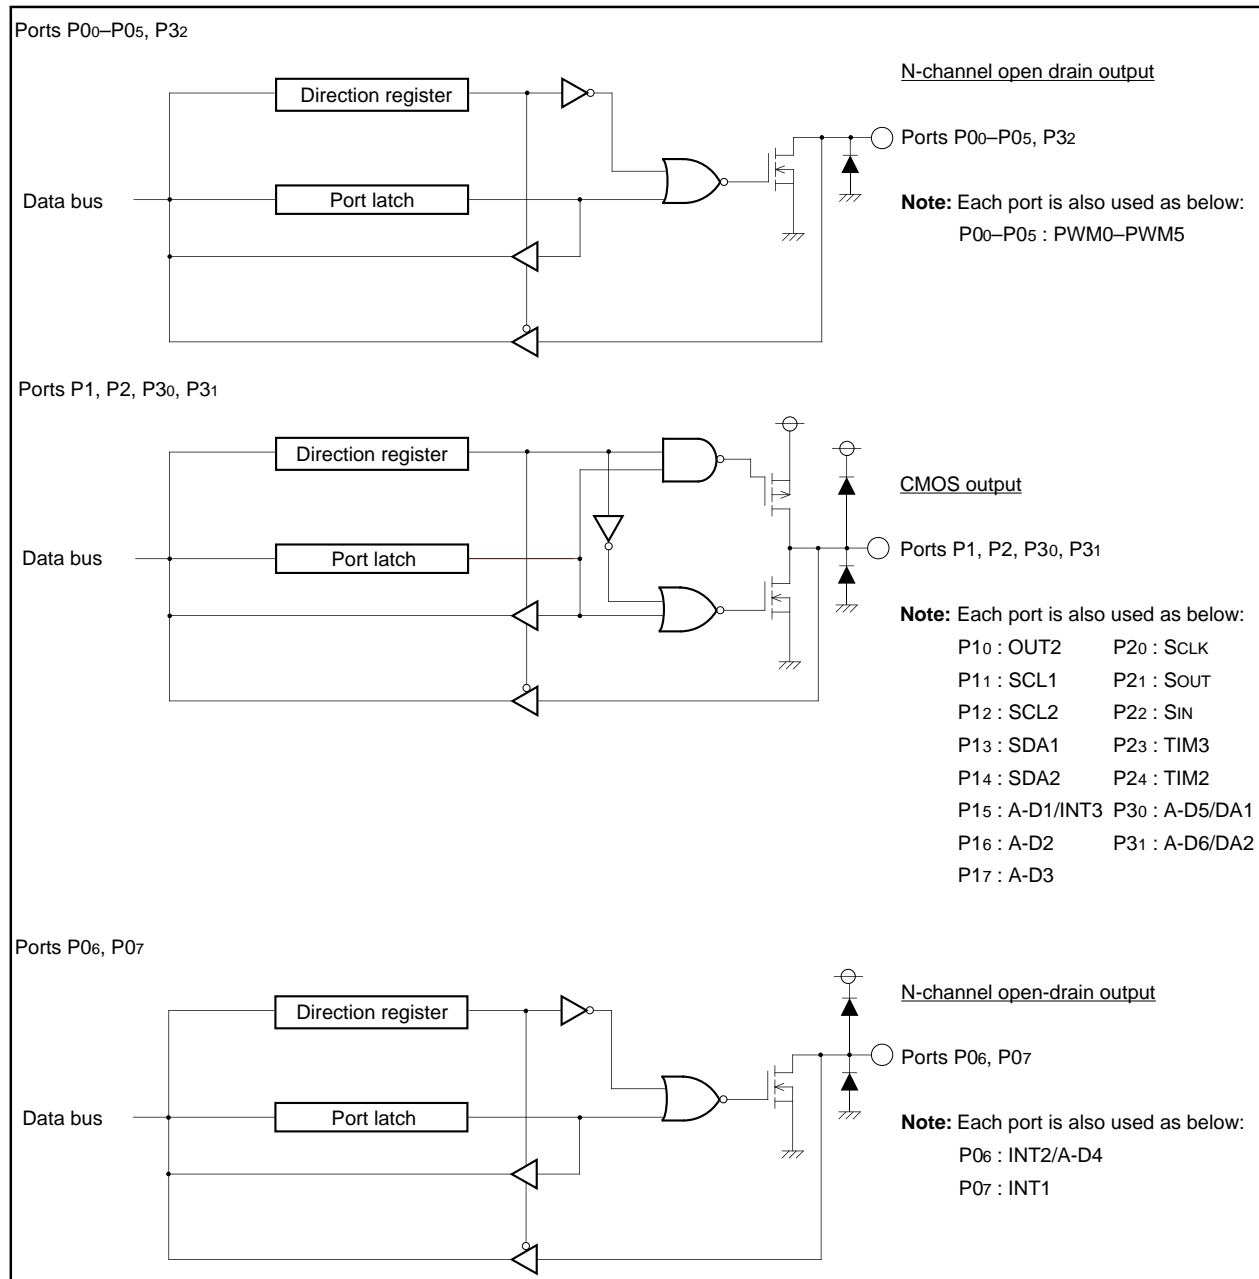 Ports P00–P05, P32
N-channel open drain output
Direction register
Ports P00–P05, P32
Data bus
Port latch
Note: Each port is also used as below:
P00–P05 : PWM0–PWM5
Ports P1, P2, P30, P31
Direction register
CMOS output
Data bus
Port latch
Ports P1, P2, P30, P31
Note: Each port is also used as below:
P10 : OUT2 P20 : SCLK
P11 : SCL1 P21 : SOUT
P12 : SCL2 P22 : SIN
P13 : SDA1 P23 : TIM3
P14 : SDA2 P24 : TIM2
P15 : A-D1/INT3 P30 : A-D5/DA1
P16 : A-D2 P31 : A-D6/DA2
P17 : A-D3
Ports P06, P07
N-channel open-drain output
Direction register
Ports P06, P07
Data bus
Port latch
Note: Each port is also used as below:
P06 : INT2/A-D4
P07 : INT1